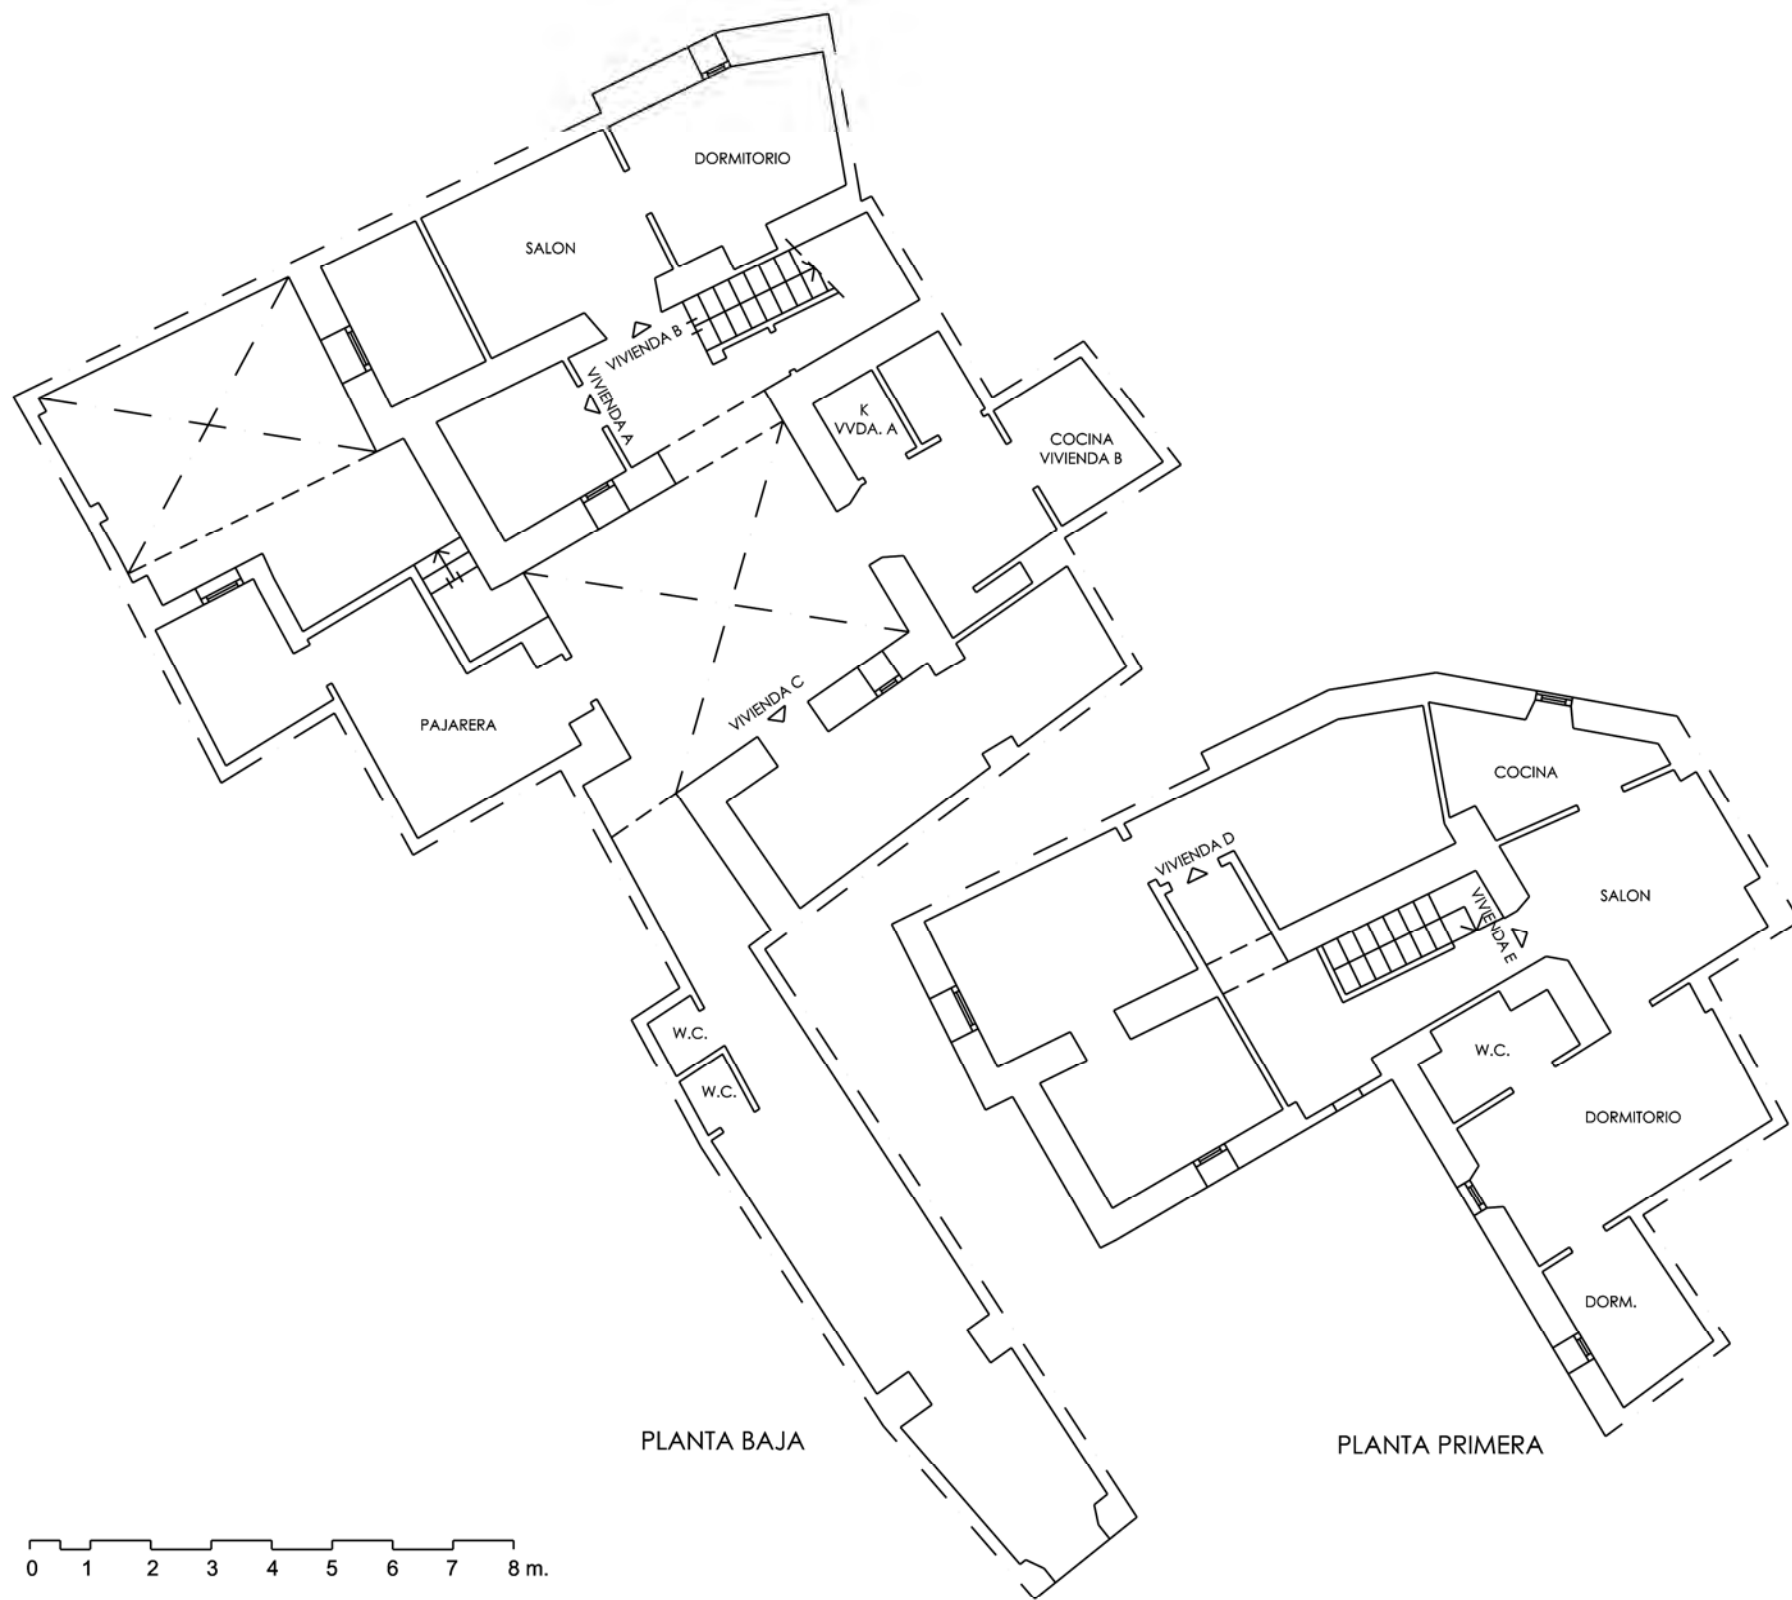 DORMITORIO
SALON
VIVIENDA B
VIVIENDA A
K
VVDA. A
COCINA
VIVIENDA B
VIVIENDA C
PAJARERA
W.C.
W.C.
PLANTA BAJA
COCINA
VIVIENDA D
SALON
VIVIENDA E
W.C.
DORMITORIO
DORM.
PLANTA PRIMERA
0 1 2 3 4 5 6 7 8 m.